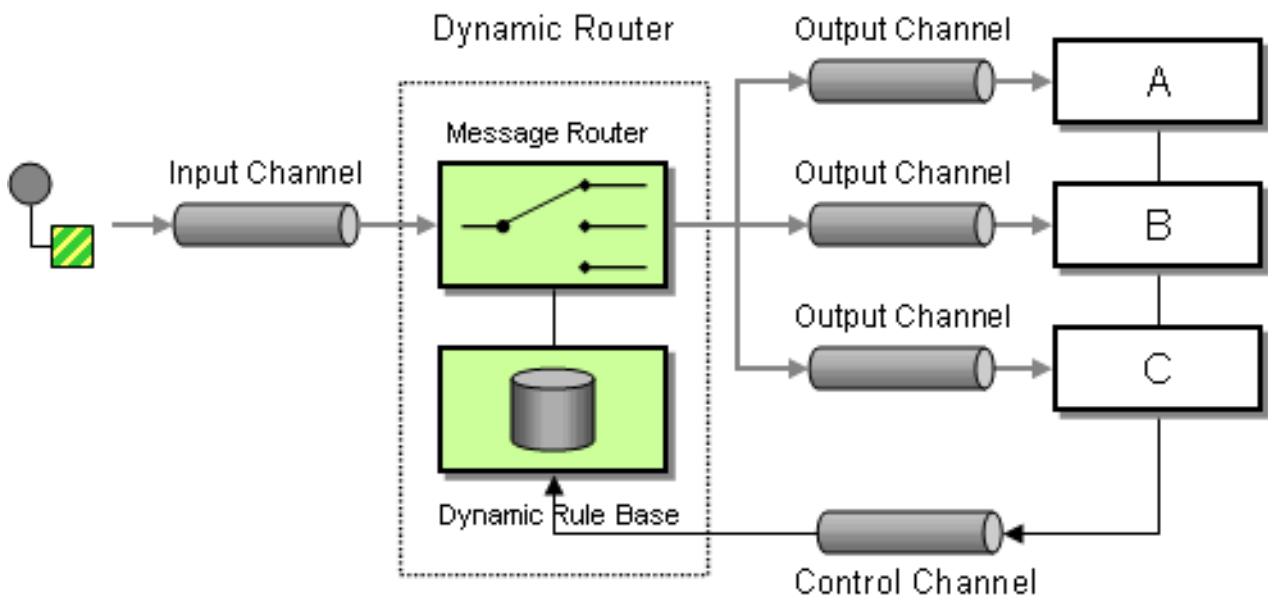 Dynamic Router
Output Channel
A
Message Router
Input Channel
Output Channel
B
Output Channel
C
Dynamic Rule Base
Control Channel